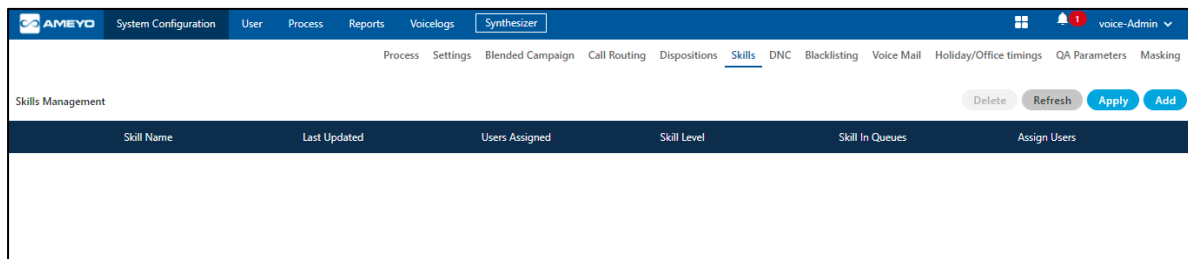 AMEYO System Configuration User Process Reports Voicelogs Synthesizer 1 voice-Admin
Process Settings Blended Campaign Call Routing Dispositions Skills DNC Blacklisting Voice Mail Holiday/Office timings QA Parameters Masking
Skills Management Delete Refresh Apply Add
Skill Name Last Updated Users Assigned Skill Level Skill In Queues Assign Users